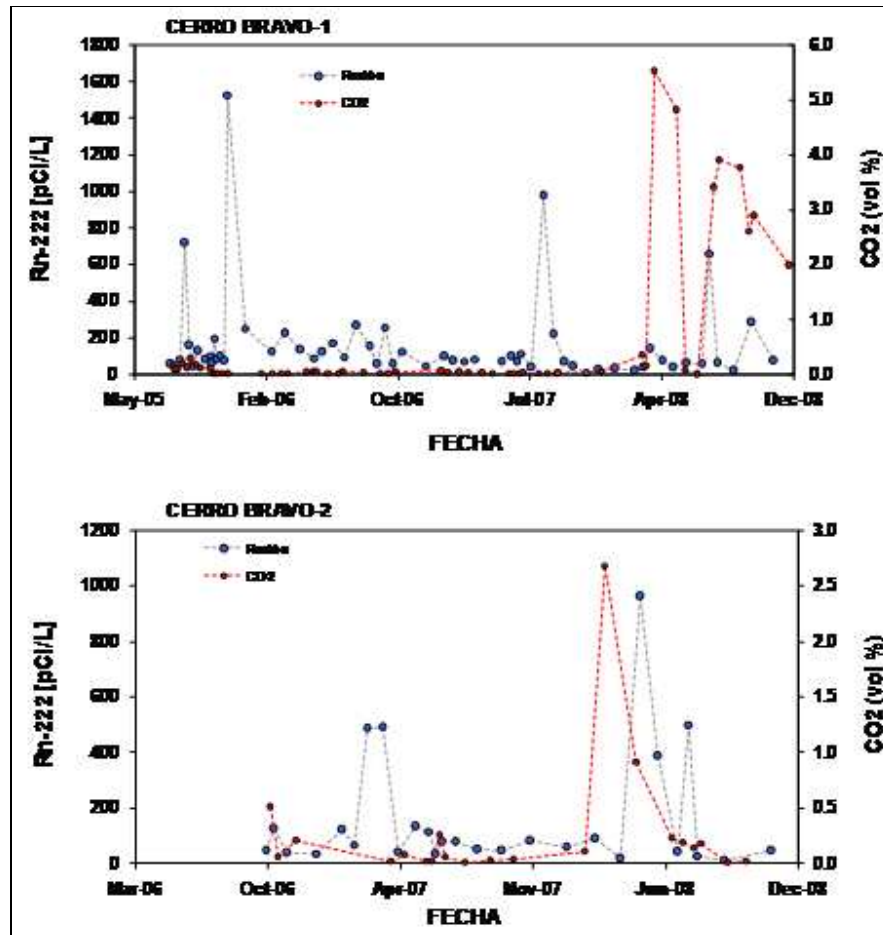 CERRO BRAVO-1
1800 6.0
1600
1400 5.0
1200 4.0
1000
800 3.0
600 2.0
400
200 1.0
0 0.0
Radón
CO2
Rn-222 [pCi/L]
CO2 (vol %)
May-05 Feb-06 Oct-06 Jul-07 Apr-08 Dec-08
FECHA
CERRO BRAVO-2
1200 3.0
1000 2.5
800 2.0
600 1.5
400 1.0
200 0.5
0 0.0
Radón
CO2
Rn-222 [pCi/L]
CO2 (vol %)
Mar-06 Oct-06 Apr-07 Nov-07 Jun-08 Dec-08
FECHA